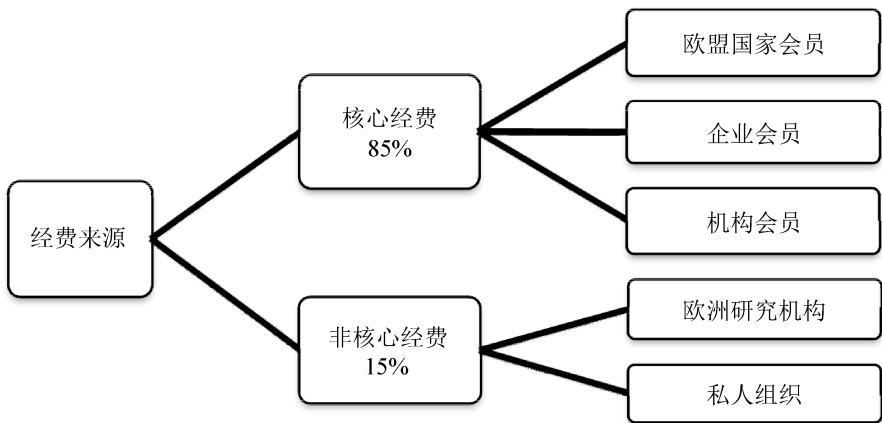 经费来源
核心经费
85%
欧盟国家会员
企业会员
机构会员
非核心经费
15%
欧洲研究机构
私人组织